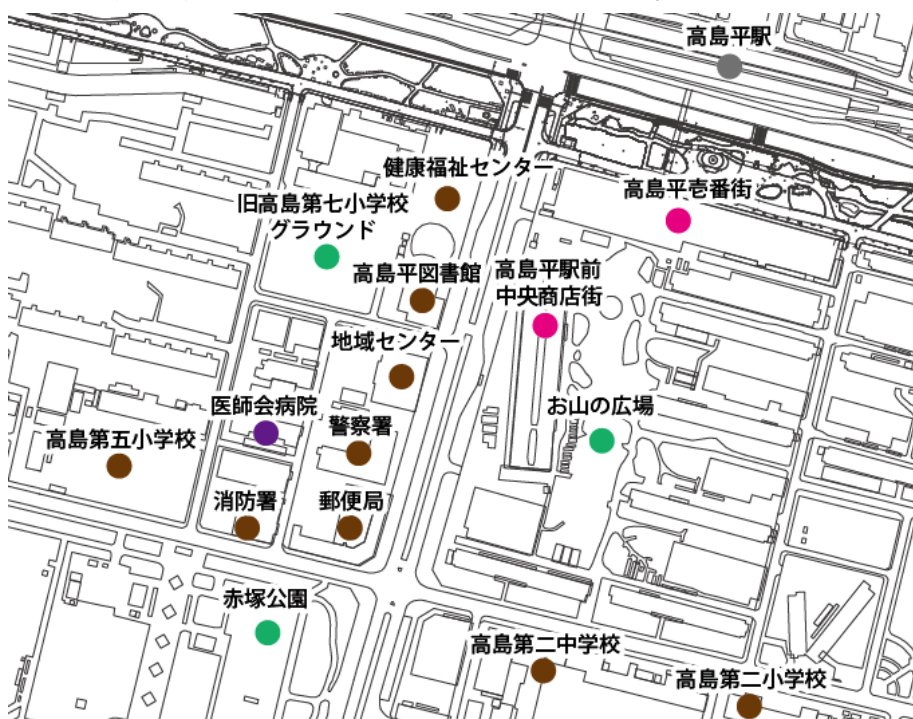 高島平駅
健康福祉センター
高島平壱番街
旧高島第七小学校
グラウンド
高島平図書館
高島平駅前
中央商店街
地域センター
医師会病院
お山の広場
警察署
高島第五小学校
消防署
郵便局
赤塚公園
高島第二中学校
高島第二小学校